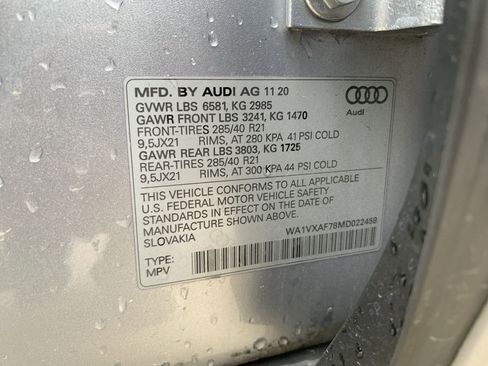 MFD. BY AUDI AG 11 20
GVWR LBS 6581, KG 2985
GAWR FRONT LBS 3241, KG 1470
FRONT-TIRES 285/40 R21
9,5JX21 RIMS, AT 280 KPA 41 PSI COLD
GAWR REAR LBS 3803, KG 1725
REAR-TIRES 285/40 R21
9,5JX21 RIMS, AT 300 KPA 44 PSI COLD
Audi
THIS VEHICLE CONFORMS TO ALL APPLICABLE
U.S. FEDERAL MOTOR VEHICLE SAFETY
STANDARDS IN EFFECT ON THE DATE OF
MANUFACTURE SHOWN ABOVE.
SLOVAKIA
WA1VXAF78MD022459
TYPE:
MPV